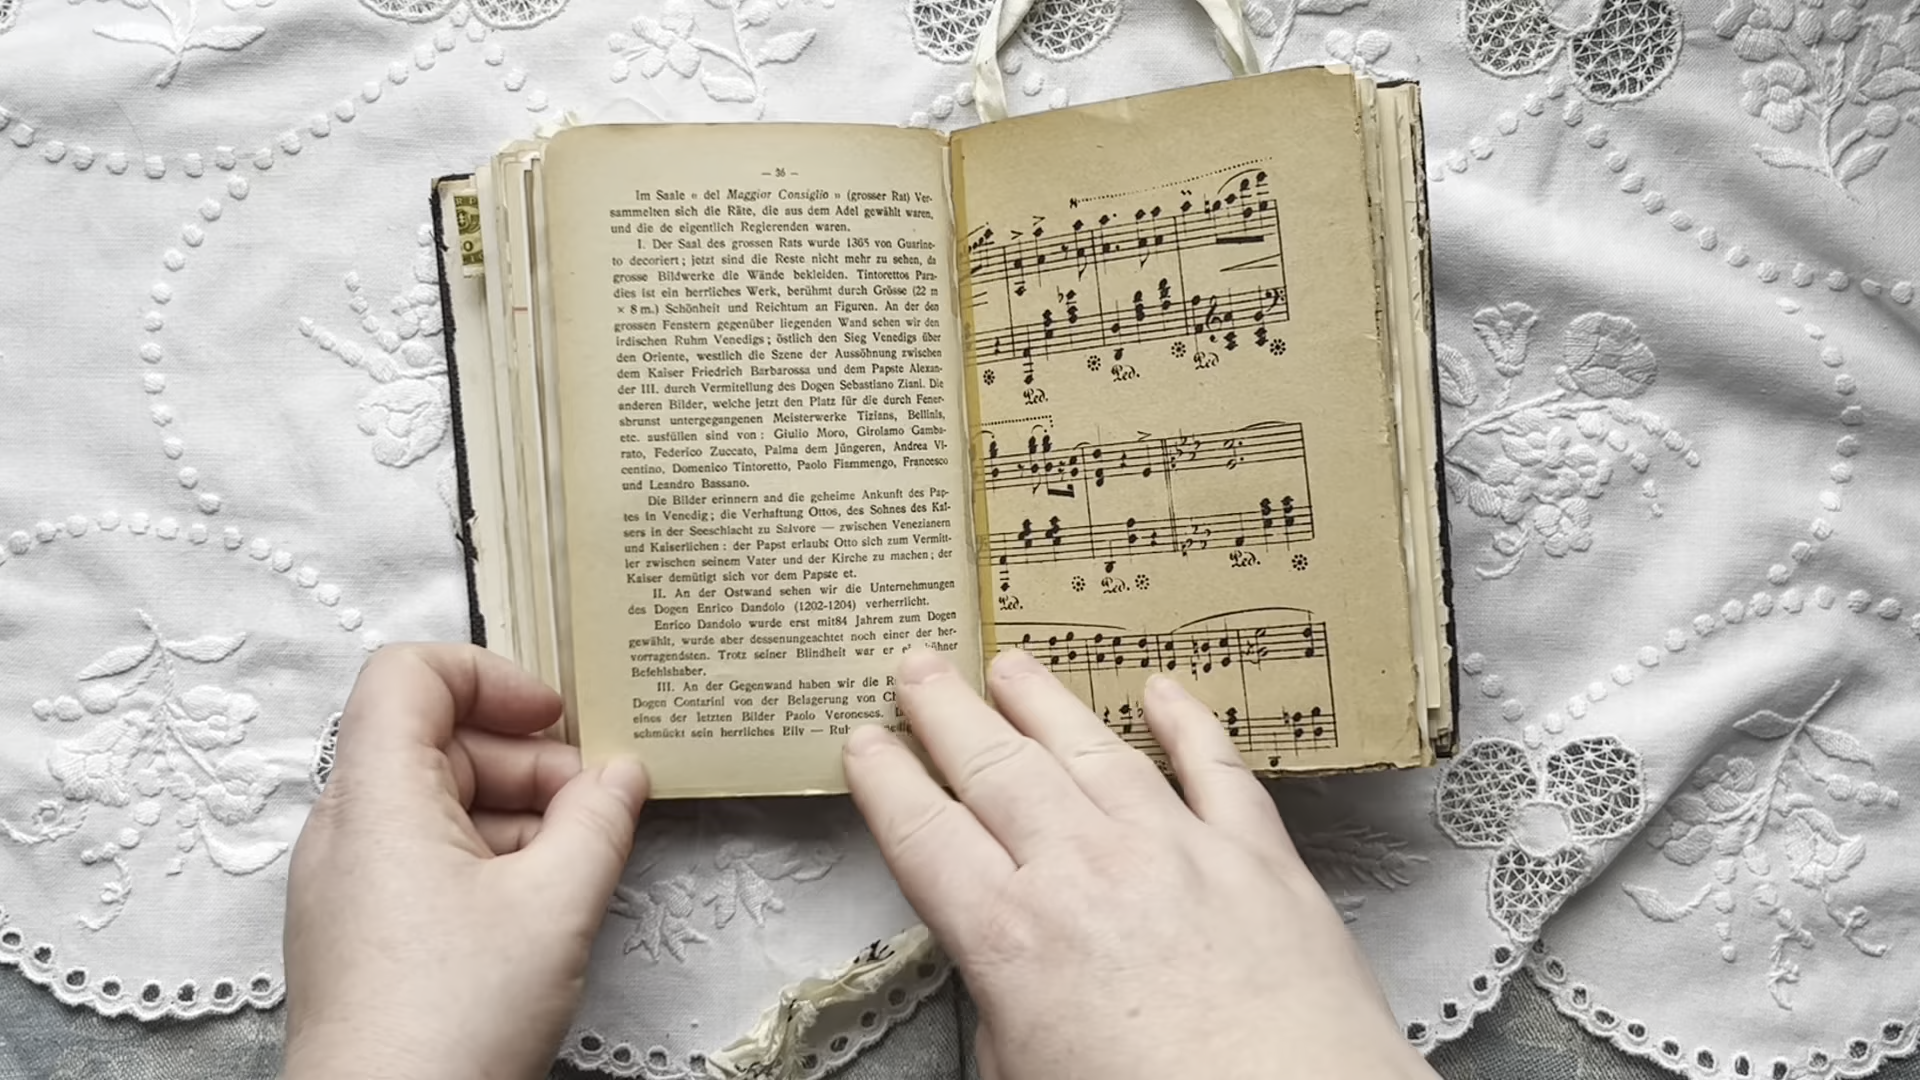 — 36 —
Im Saale « del Maggior Consiglio » (grosser Rat) Ver-
sammelten sich die Räte, die aus dem Adel gewählt waren,
und die de eigentlich Regierenden waren.
I. Der Saal des grossen Rats wurde 1365 von Guarine-
to decoriert; jetzt sind die Reste nicht mehr zu sehen, da
grosse Bildwerke die Wände bekleiden. Tintorettos Para-
dies ist ein herrliches Werk, berühmt durch Grösse (22 m
× 8 m.) Schönheit und Reichtum an Figuren. An der den
grossen Fenstern gegenüber liegenden Wand sehen wir den
irdischen Ruhm Venedigs; östlich den Sieg Venedigs über
den Oriente, westlich die Szene der Aussöhnung zwischen
dem Kaiser Friedrich Barbarossa und dem Papste Alexan-
der III. durch Vermitellung des Dogen Sebastiano Ziani. Die
anderen Bilder, welche jetzt den Platz für die durch Fener-
sbrunst untergegangenen Meisterwerke Tizians, Bellinis,
etc. ausfüllen sind von: Giulio Moro, Girolamo Gamba-
rato, Federico Zuccato, Palma dem Jüngeren, Andrea Vi-
centino, Domenico Tintoretto, Paolo Fiammengo, Francesco
und Leandro Bassano.
Die Bilder erinnern and die geheime Ankunft des Pap-
tes in Venedig; die Verhaftung Ottos, des Sohnes des Kai-
sers in der Seeschlacht zu Salvore — zwischen Venezianern
und Kaiserlichen: der Papst erlaubt Otto sich zum Vermitt-
ler zwischen seinem Vater und der Kirche zu machen; der
Kaiser demütigt sich vor dem Papste et.
II. An der Ostwand sehen wir die Unternehmungen
des Dogen Enrico Dandolo (1202-1204) verherrlicht.
Enrico Dandolo wurde erst mit84 Jahrem zum Dogen
gewählt, wurde aber dessenungeachtet noch einer der her-
vorragendsten. Trotz seiner Blindheit war er kühner
Befehlshaber.
III. An der Gegenwand haben wir die
Dogen Contarini von der Belagerung von
eines der letzten Bilder Paolo Veroneses.
schmückt sein herrliches Bily —
8
Ped.
Ped.
Ped
7
Ped.
Ped.
Ped.